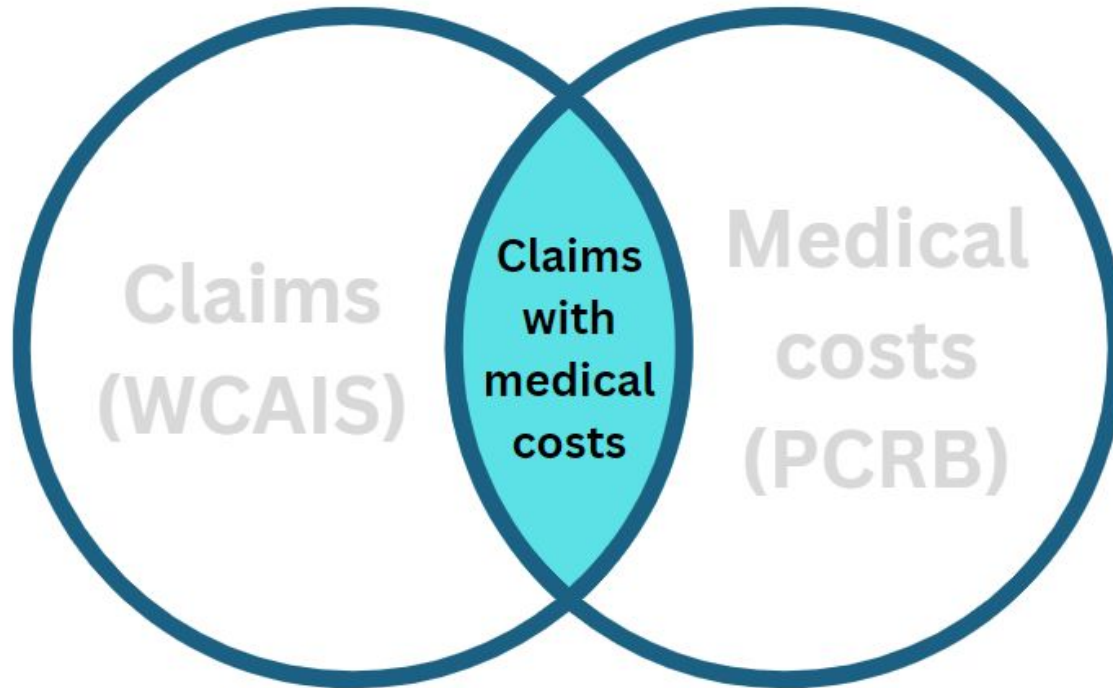 Claims
(WCAIS)
Claims
with
medical
costs
Medical
costs
(PCRB)